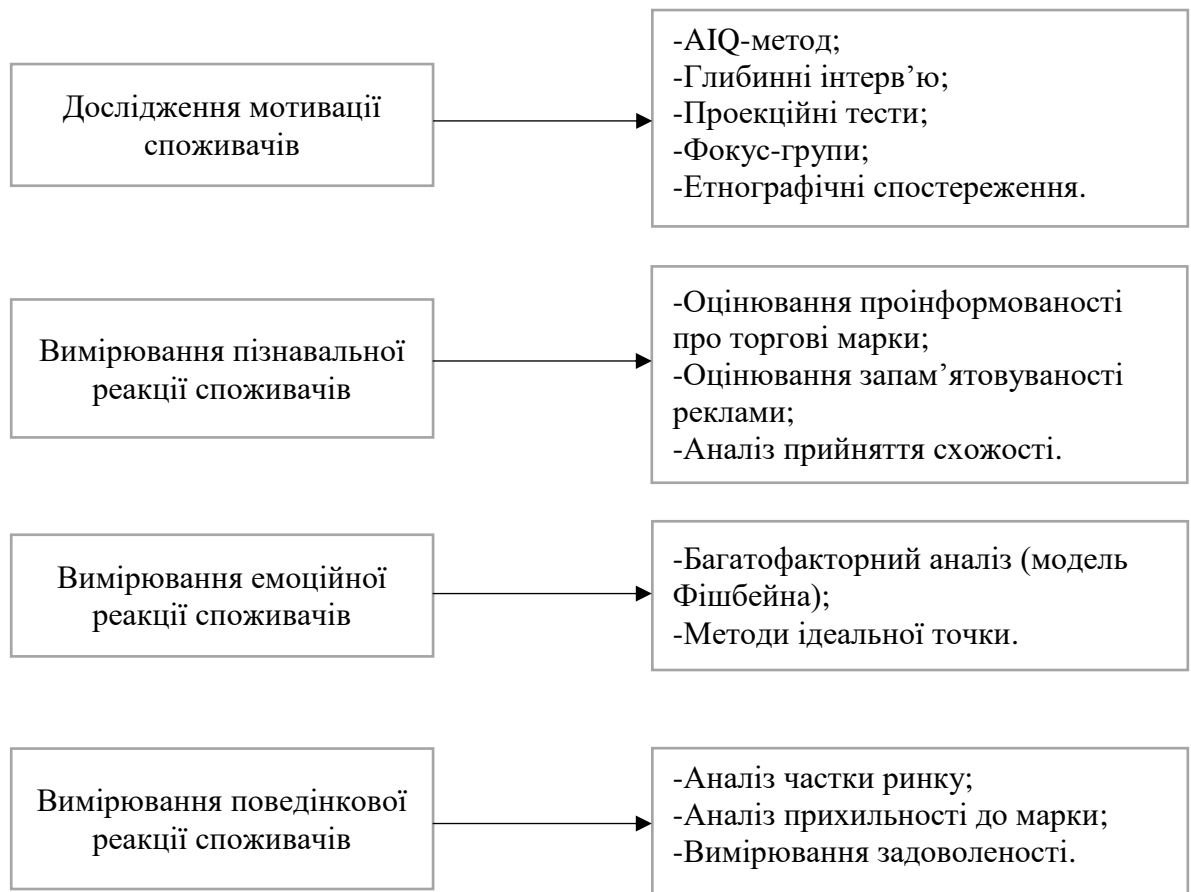 Дослідження мотивації
споживачів
-AIQ-метод;
-Глибинні інтерв’ю;
-Проекційні тести;
-Фокус-групи;
-Етнографічні спостереження.
Вимірювання пізнавальної
реакції споживачів
-Оцінювання проінформованості
про торгові марки;
-Оцінювання запам’ятовуваності
реклами;
-Аналіз прийняття схожості.
Вимірювання емоційної
реакції споживачів
-Багатофакторний аналіз (модель
Фішбейна);
-Методи ідеальної точки.
Вимірювання поведінкової
реакції споживачів
-Аналіз частки ринку;
-Аналіз прихильності до марки;
-Вимірювання задоволеності.